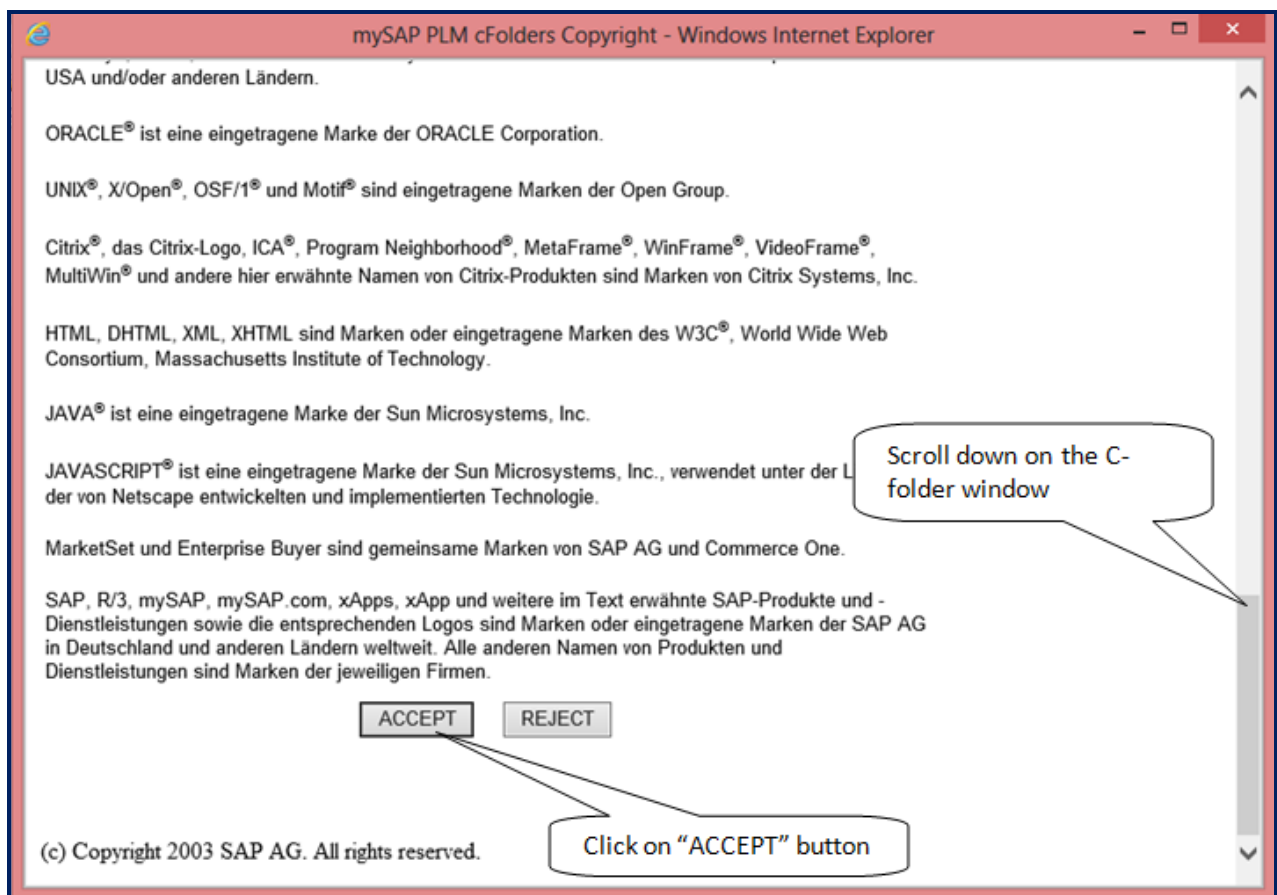 mySAP PLM cFolders Copyright - Windows Internet Explorer
USA und/oder anderen Ländern.
ORACLE® ist eine eingetragene Marke der ORACLE Corporation.
UNIX®, X/Open®, OSF/1® und Motif® sind eingetragene Marken der Open Group.
Citrix®, das Citrix-Logo, ICA®, Program Neighborhood®, MetaFrame®, WinFrame®, VideoFrame®,
MultiWin® und andere hier erwähnte Namen von Citrix-Produkten sind Marken von Citrix Systems, Inc.
HTML, DHTML, XML, XHTML sind Marken oder eingetragene Marken des W3C®, World Wide Web
Consortium, Massachusetts Institute of Technology.
JAVA® ist eine eingetragene Marke der Sun Microsystems, Inc.
JAVASCRIPT® ist eine eingetragene Marke der Sun Microsystems, Inc., verwendet unter der L
der von Netscape entwickelten und implementierten Technologie.
Scroll down on the C-
folder window
MarketSet und Enterprise Buyer sind gemeinsame Marken von SAP AG und Commerce One.
SAP, R/3, mySAP, mySAP.com, xApps, xApp und weitere im Text erwähnte SAP-Produkte und -
Dienstleistungen sowie die entsprechenden Logos sind Marken oder eingetragene Marken der SAP AG
in Deutschland und anderen Ländern weltweit. Alle anderen Namen von Produkten und
Dienstleistungen sind Marken der jeweiligen Firmen.
ACCEPT REJECT
Click on “ACCEPT” button
(c) Copyright 2003 SAP AG. All rights reserved.